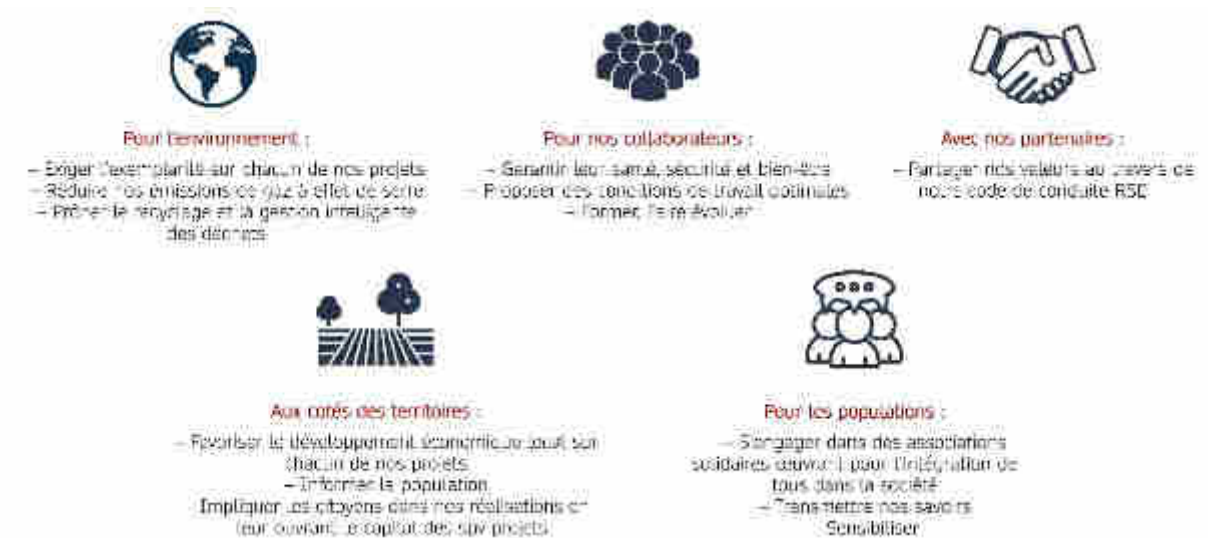 Pour l'environnement :
– Exiger l'exemplarité sur chacun de nos projets
– Réduire nos émissions de gaz à effet de serre
– Prôner le recyclage et la gestion intelligente
des déchets
Pour nos collaborateurs :
– Garantir leur santé, sécurité et bien-être
– Proposer des conditions de travail optimales
– Former, faire évoluer
Avec nos partenaires :
– Partager nos valeurs au travers de
notre code de conduite RSE
Aux cotés des territoires :
– Favoriser le développement économique local sur
chacun de nos projets
– Informer la population
Impliquer les citoyens dans nos réalisations en
leur ouvrant le capital des spv projets
Pour les populations :
– S'engager dans des associations
solidaires œuvrant pour l'intégration de
tous dans la société
– Transmettre nos savoirs
Sensibiliser